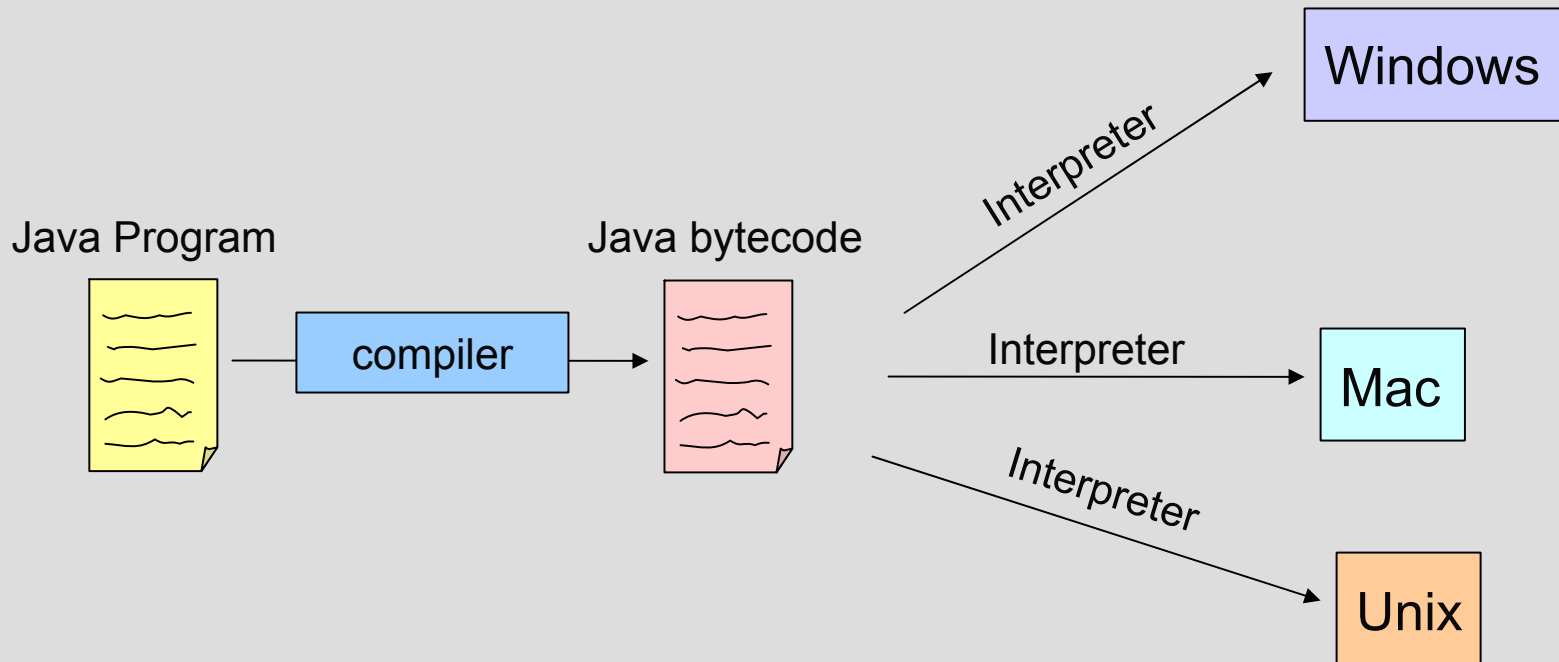 Java Program
compiler
Java bytecode
Interpreter
Windows
Interpreter
Mac
Interpreter
Unix